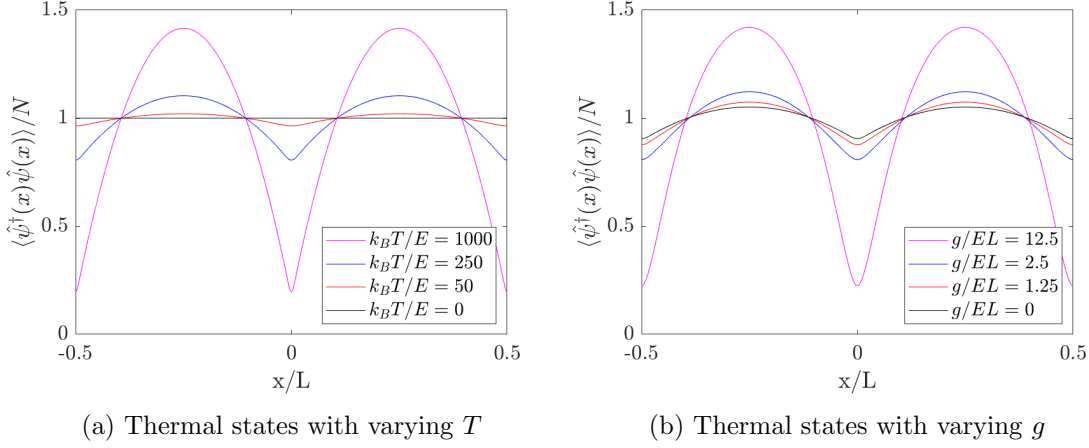 1.5
1
0.5
0
-0.5
0
0.5
x/L
⟨ψ̂†(x)ψ̂(x)⟩/N
k_BT/E = 1000
k_BT/E = 250
k_BT/E = 50
k_BT/E = 0
(a) Thermal states with varying T
1.5
1
0.5
0
-0.5
0
0.5
x/L
⟨ψ̂†(x)ψ̂(x)⟩/N
g/EL = 12.5
g/EL = 2.5
g/EL = 1.25
g/EL = 0
(b) Thermal states with varying g